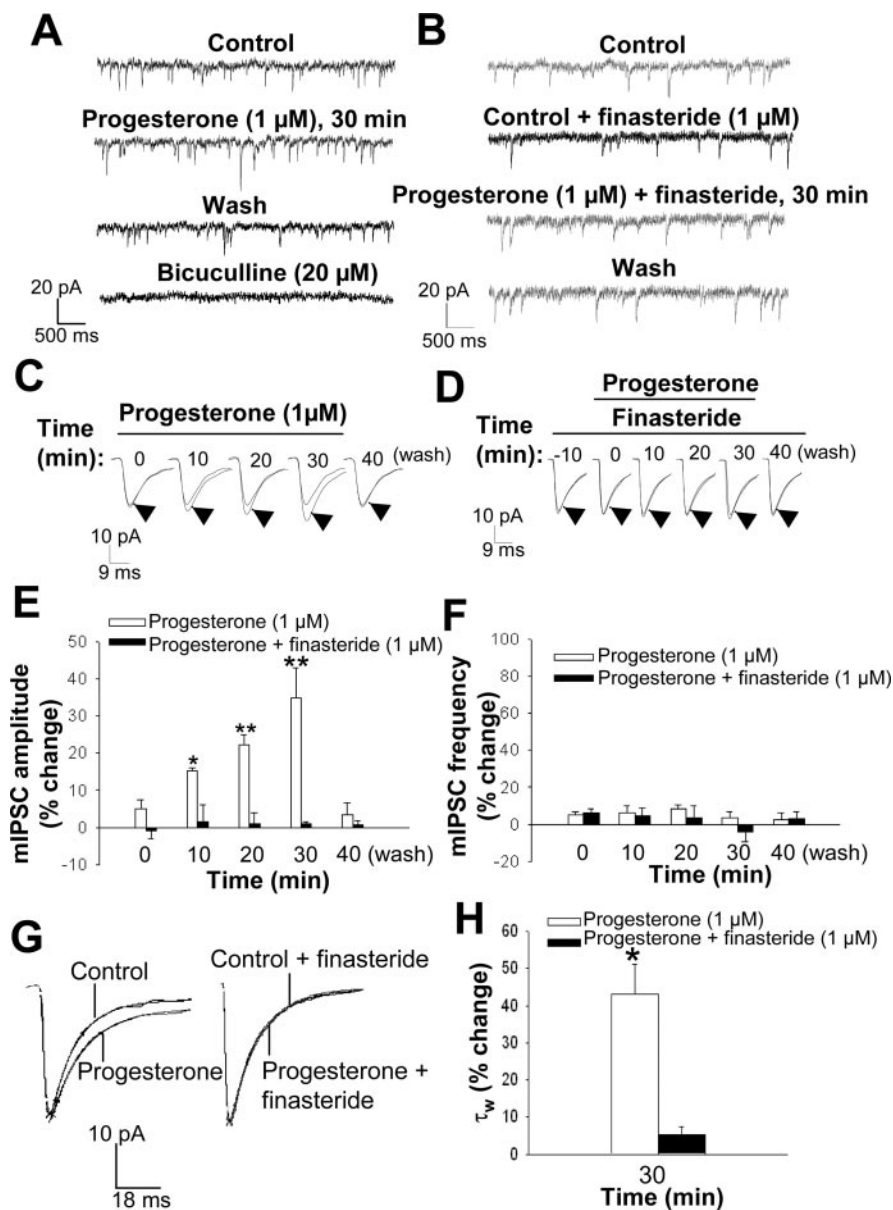 A
Control
Progesterone (1 µM), 30 min
Wash
Bicuculline (20 µM)
20 pA
500 ms
B
Control
Control + finasteride (1 µM)
Progesterone (1 µM) + finasteride, 30 min
Wash
20 pA
500 ms
C
Progesterone (1µM)
Time (min): 0 10 20 30 40 (wash)
10 pA
9 ms
D
Progesterone
Finasteride
Time (min): -10 0 10 20 30 40 (wash)
10 pA
9 ms
E
Progesterone (1 µM)
Progesterone + finasteride (1 µM)
mIPSC amplitude
(% change)
50
40
30
20
10
0
-10
*
**
**
0 10 20 30 40 (wash)
Time (min)
F
Progesterone (1 µM)
Progesterone + finasteride (1 µM)
mIPSC frequency
(% change)
100
80
60
40
20
0
-20
0 10 20 30 40 (wash)
Time (min)
G
Control
Progesterone
Control + finasteride
Progesterone +
finasteride
10 pA
18 ms
H
Progesterone (1 µM)
Progesterone + finasteride (1 µM)
τw (% change)
60
50
40
30
20
10
0
*
30
Time (min)